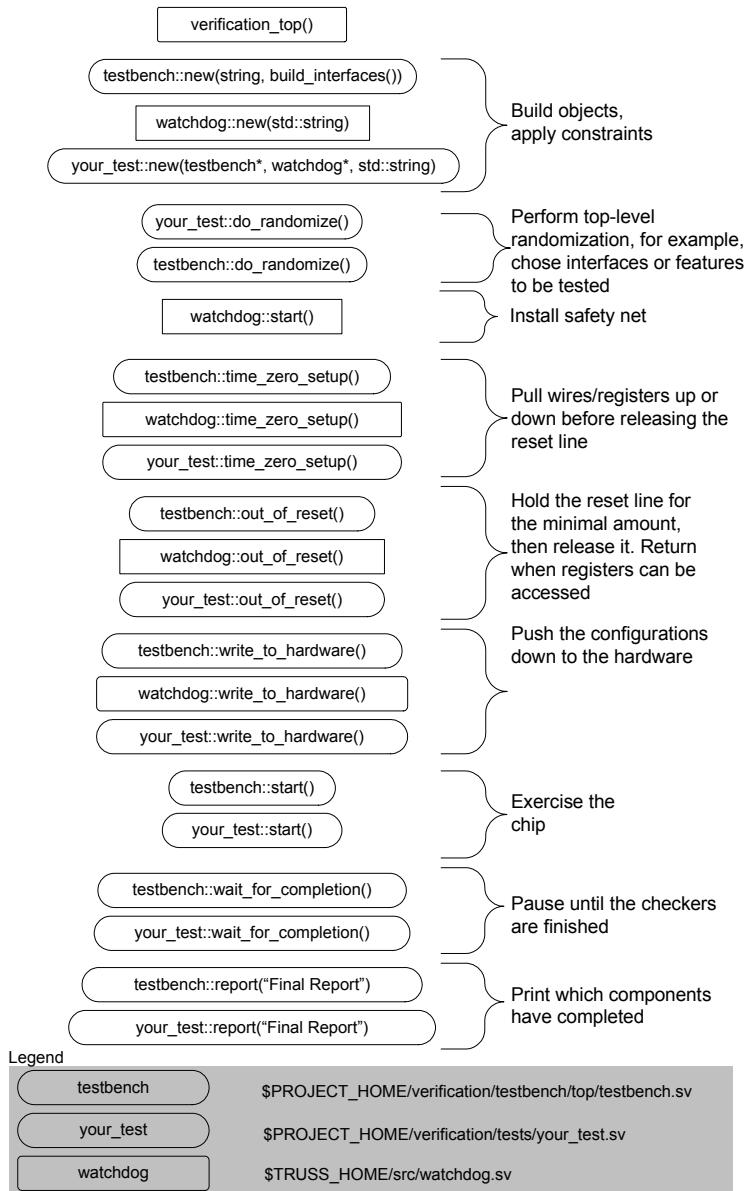 verification_top()
testbench::new(string, build_interfaces())
watchdog::new(std::string)
your_test::new(testbench*, watchdog*, std::string)
Build objects,
apply constraints
your_test::do_randomize()
testbench::do_randomize()
Perform top-level
randomization, for example,
chose interfaces or features
to be tested
watchdog::start()
Install safety net
testbench::time_zero_setup()
watchdog::time_zero_setup()
your_test::time_zero_setup()
Pull wires/registers up or
down before releasing the
reset line
testbench::out_of_reset()
watchdog::out_of_reset()
your_test::out_of_reset()
Hold the reset line for
the minimal amount,
then release it. Return
when registers can be
accessed
testbench::write_to_hardware()
watchdog::write_to_hardware()
your_test::write_to_hardware()
Push the configurations
down to the hardware
testbench::start()
your_test::start()
Exercise the
chip
testbench::wait_for_completion()
your_test::wait_for_completion()
Pause until the checkers
are finished
testbench::report(“Final Report”)
your_test::report(“Final Report”)
Print which components
have completed
Legend
testbench $PROJECT_HOME/verification/testbench/top/testbench.sv
your_test $PROJECT_HOME/verification/tests/your_test.sv
watchdog $TRUSS_HOME/src/watchdog.sv